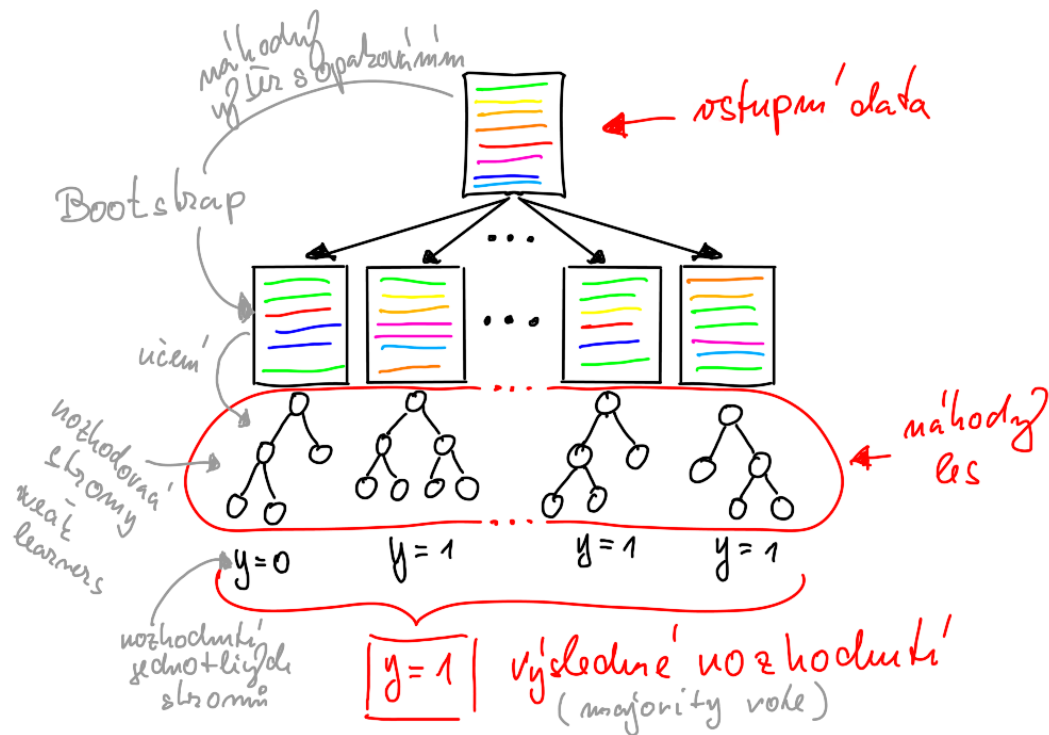 náhodný
výběr s opakováním
vstupní data
Bootstrap
učení
rozhodovací
stromy
weak
learners
náhodý
les
y=0
y=1
y=1
y=1
rozhodnutí
jednotlivých
stromů
y=1
výsledné rozhodnutí
(majority vote)